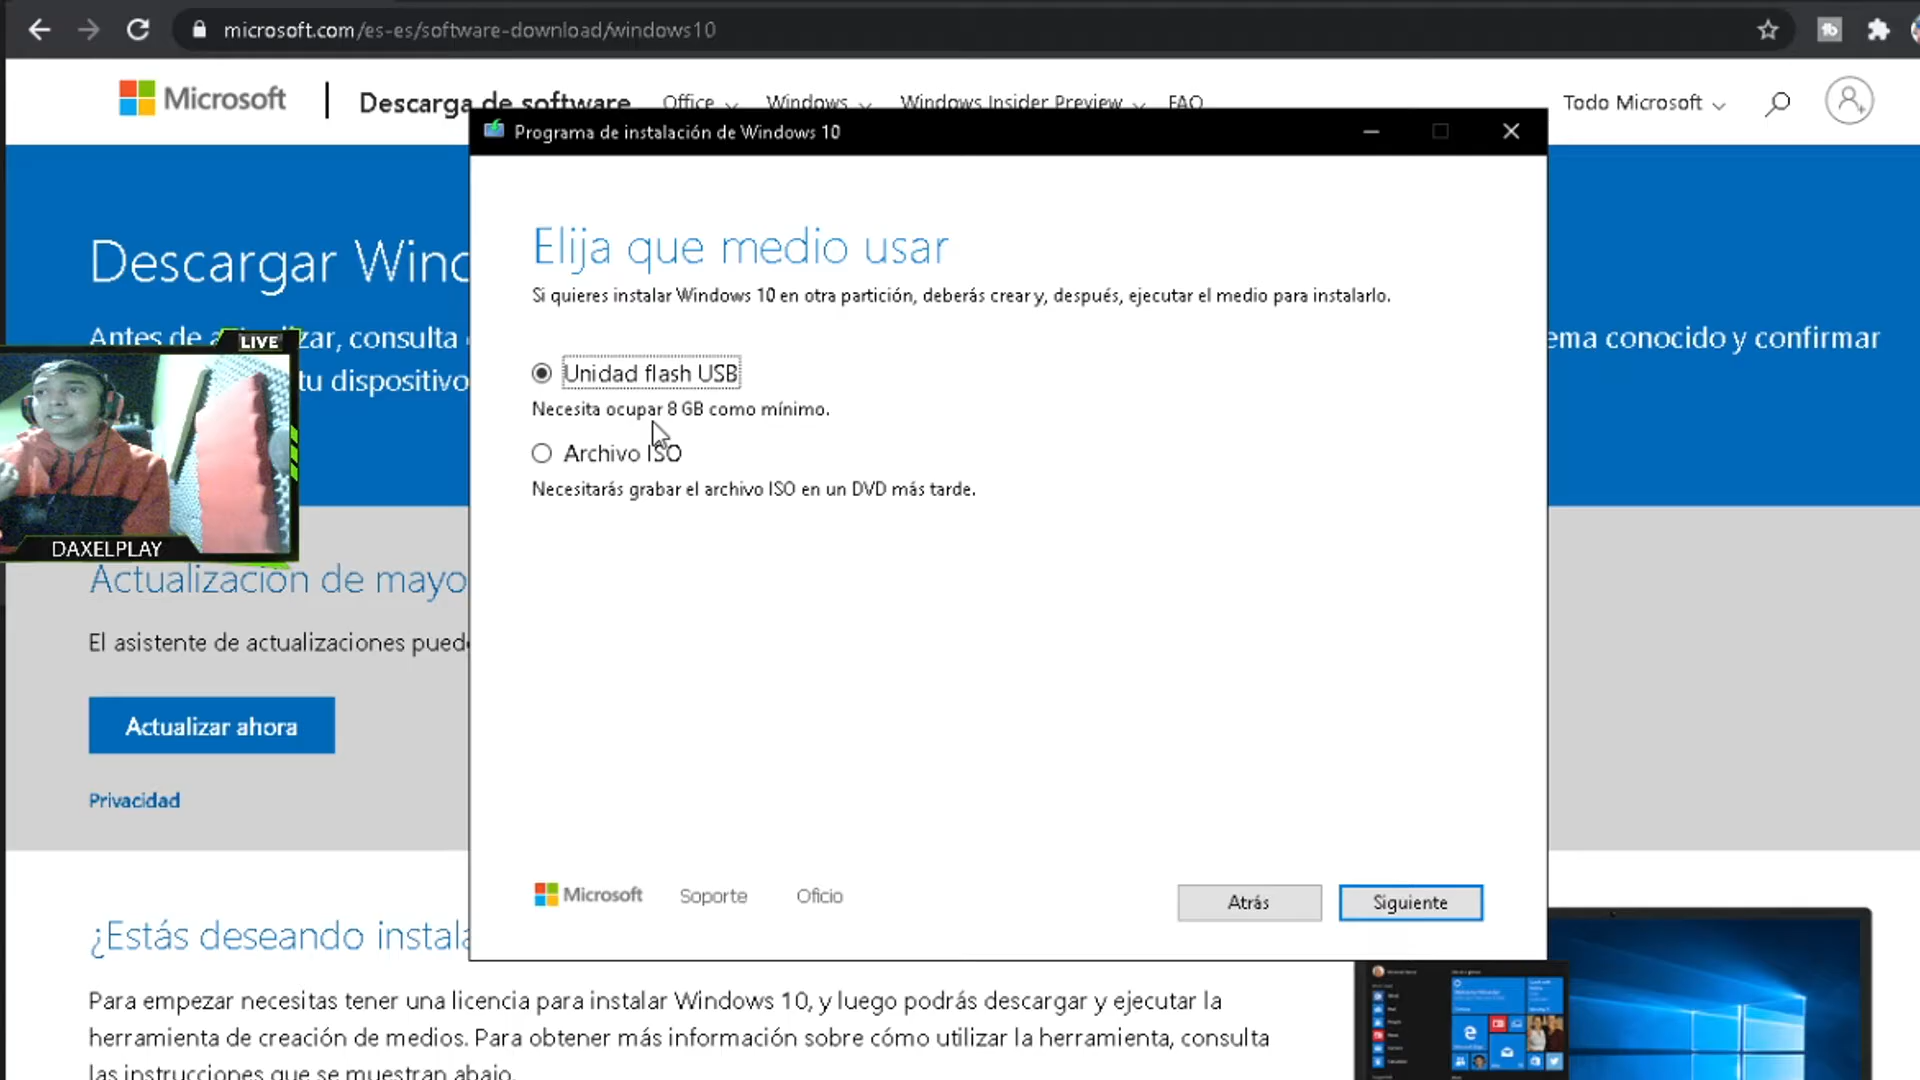 microsoft.com/es-es/software-download/windows10
Microsoft
Descarga de software
Office
Windows
Windows Insider Preview
FAQ
Todo Microsoft
Programa de instalación de Windows 10
Descargar Wind
Antes de a
zar, consulta
ema conocido y confirmar
tu dispositivo
LIVE
DAXELPLAY
Elija que medio usar
Si quieres instalar Windows 10 en otra partición, deberás crear y, después, ejecutar el medio para instalarlo.
Unidad flash USB
Necesita ocupar 8 GB como mínimo.
Archivo ISO
Necesitarás grabar el archivo ISO en un DVD más tarde.
Actualización de mayo
El asistente de actualizaciones puede
Actualizar ahora
Privacidad
Microsoft
Soporte
Oficio
Atrás
Siguiente
¿Estás deseando instala
Para empezar necesitas tener una licencia para instalar Windows 10, y luego podrás descargar y ejecutar la
herramienta de creación de medios. Para obtener más información sobre cómo utilizar la herramienta, consulta
las instrucciones que se muestran abajo.